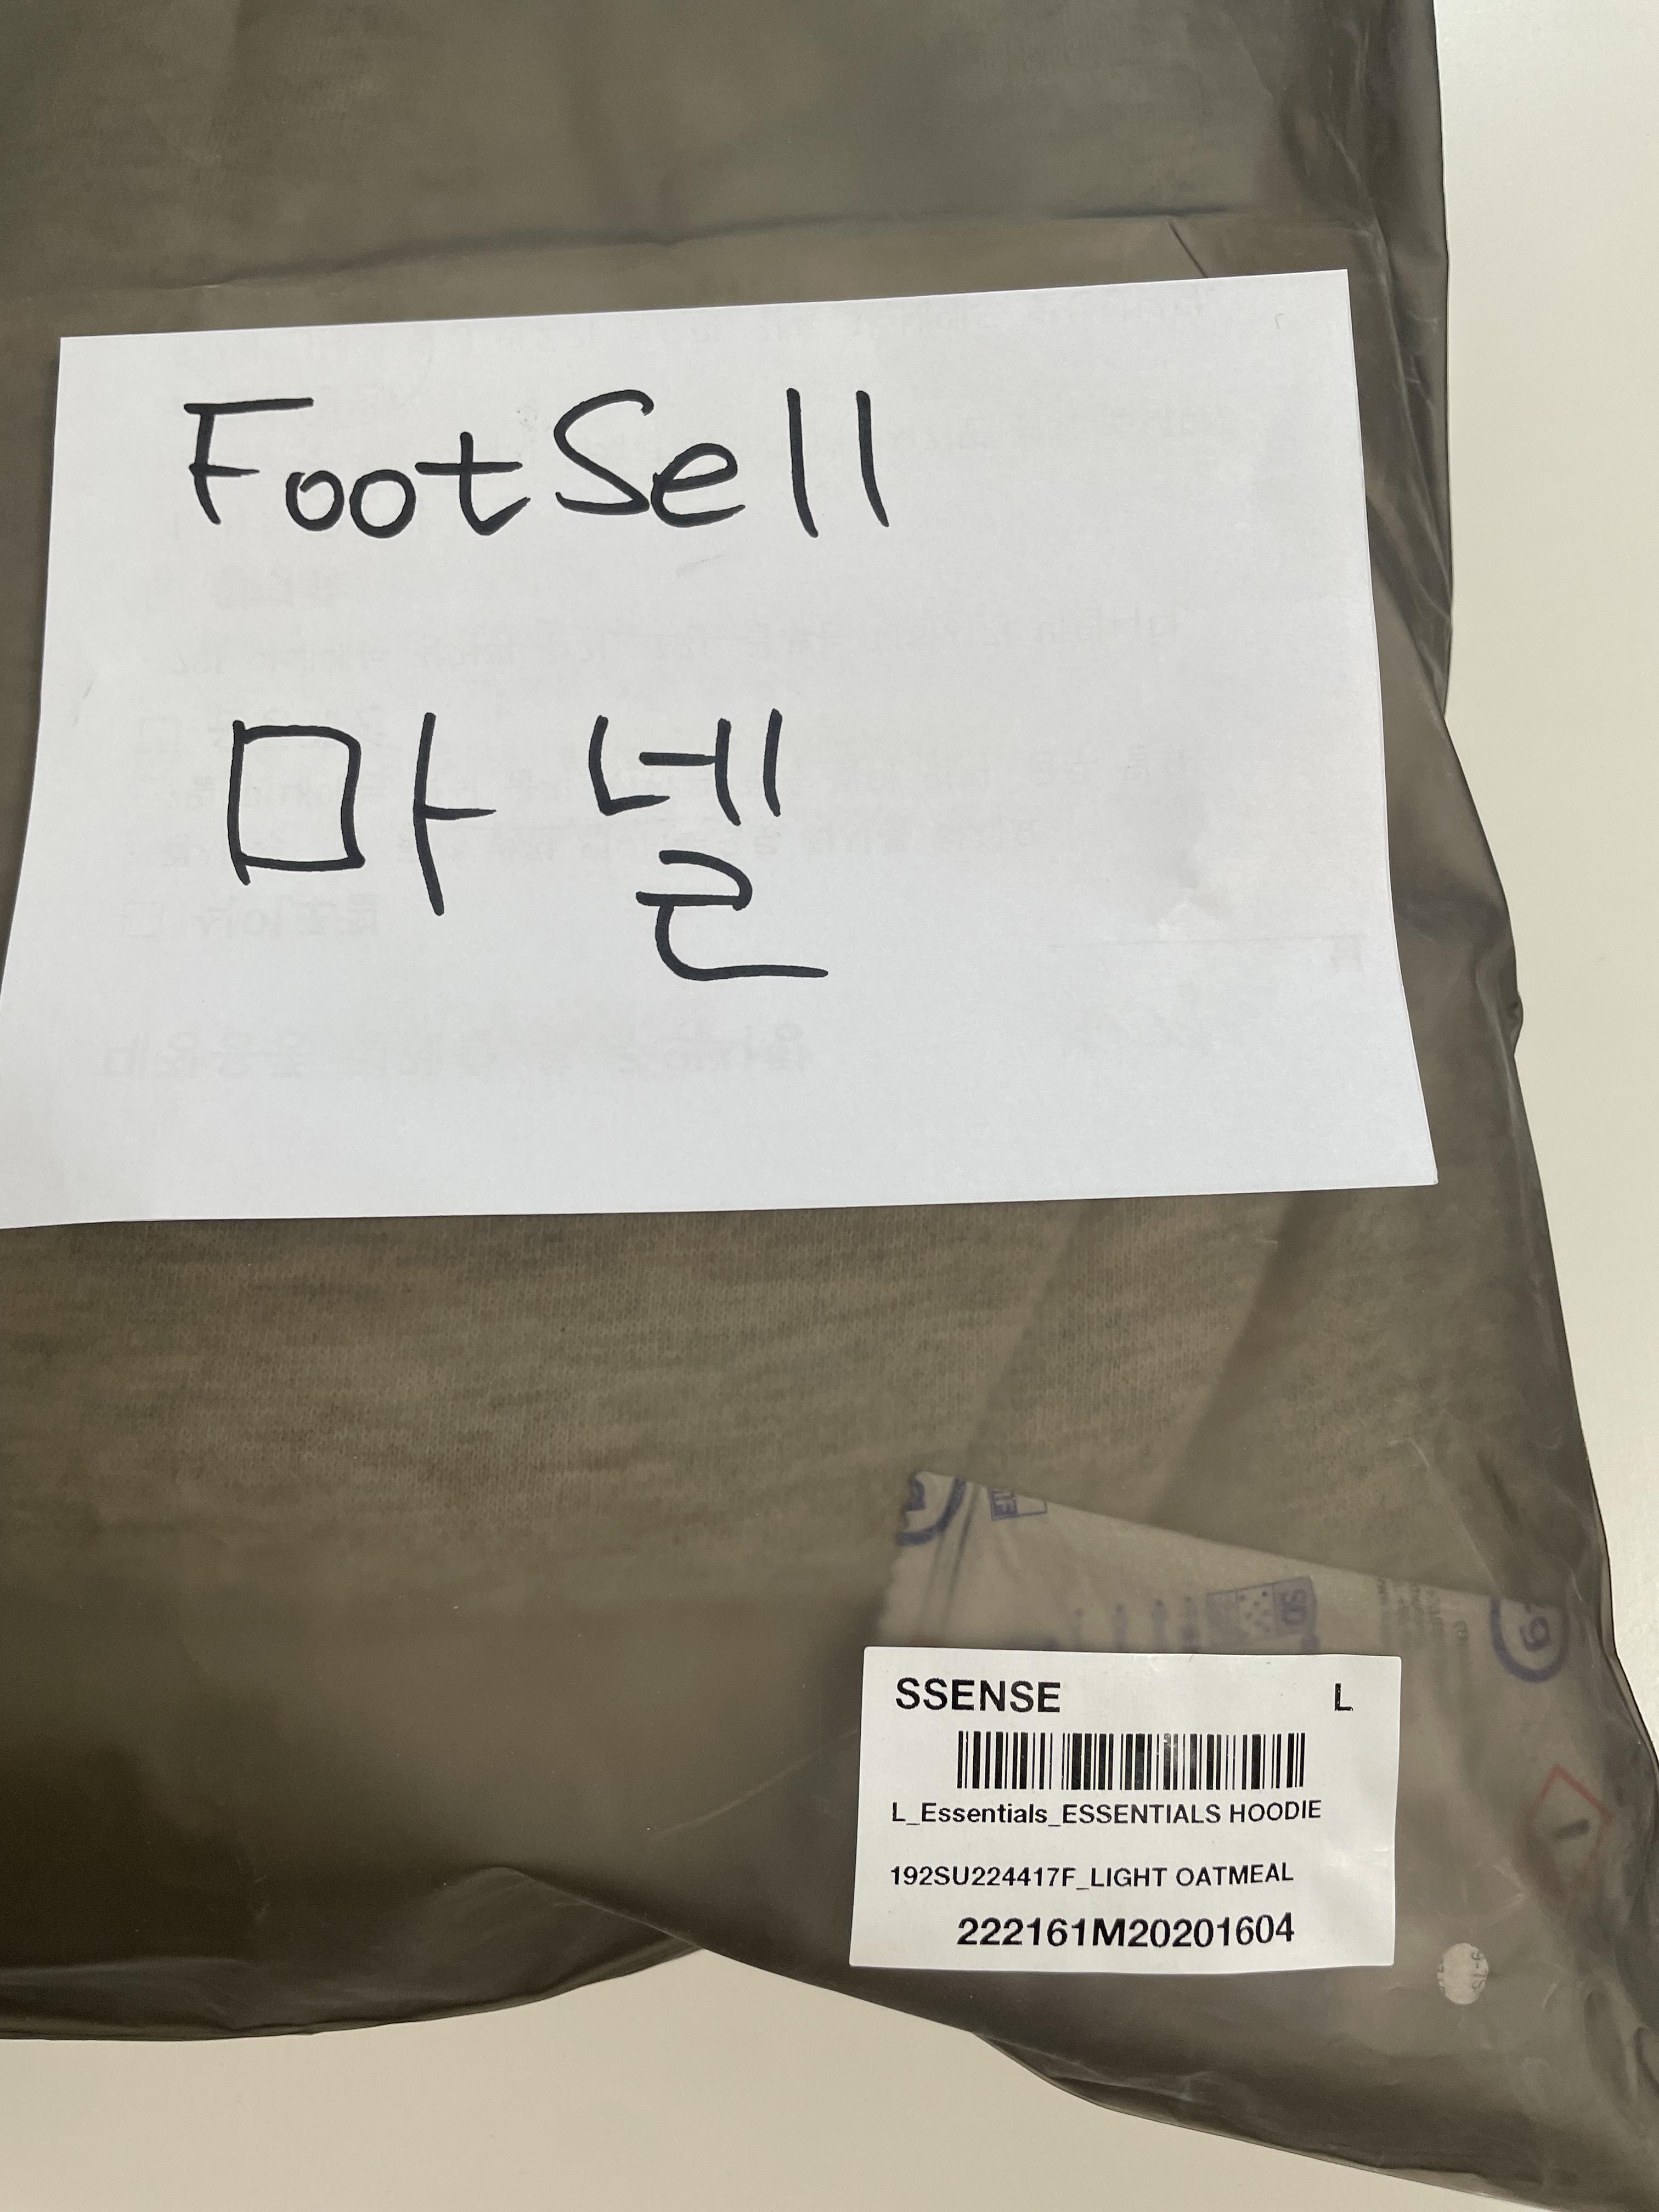 FootSell
마넬
SSENSE L
L_Essentials_ESSENTIALS HOODIE
192SU224417F_LIGHT OATMEAL
222161M20201604